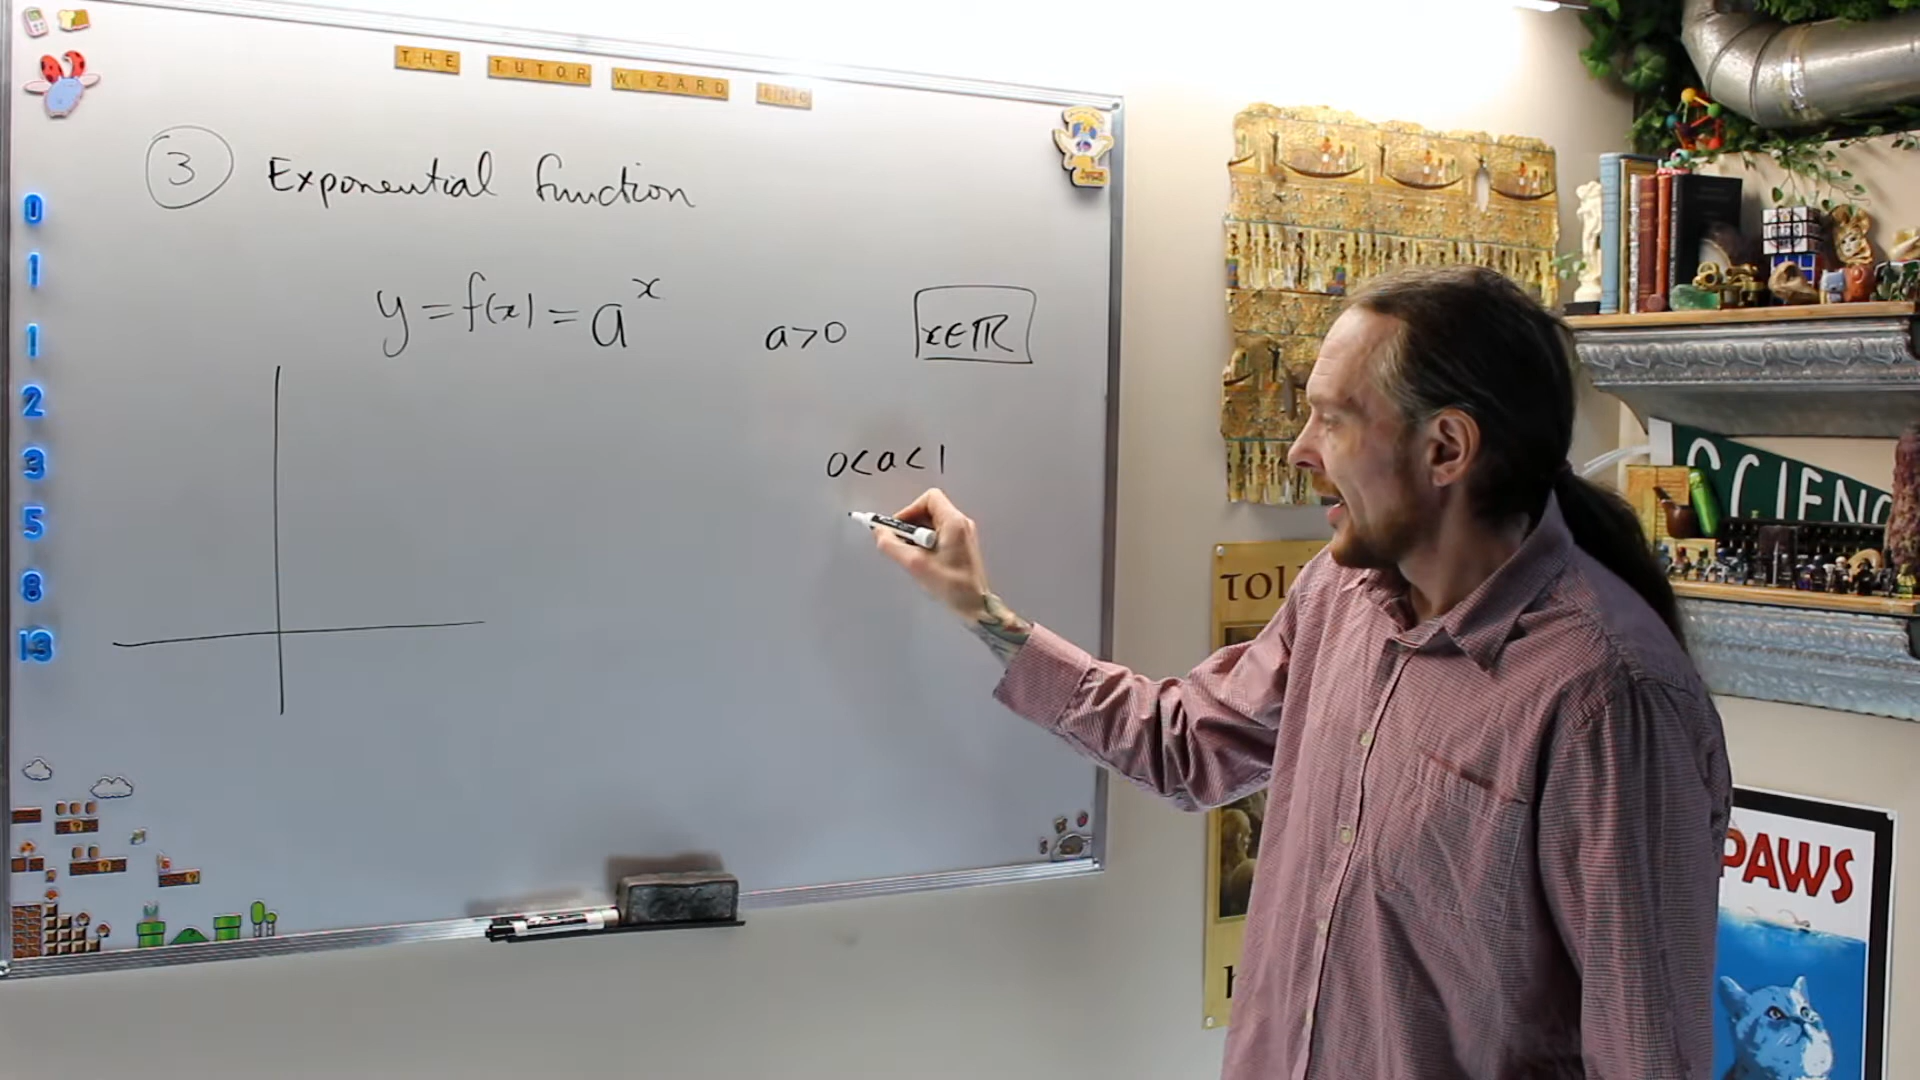 THE TUTOR WIZARD INC
3 Exponential function
0
1
1
2
3
5
8
13
y = f(x) = a^x
a>0
x∈ℝ
0<a<1
SCIENC
TOL
PAWS